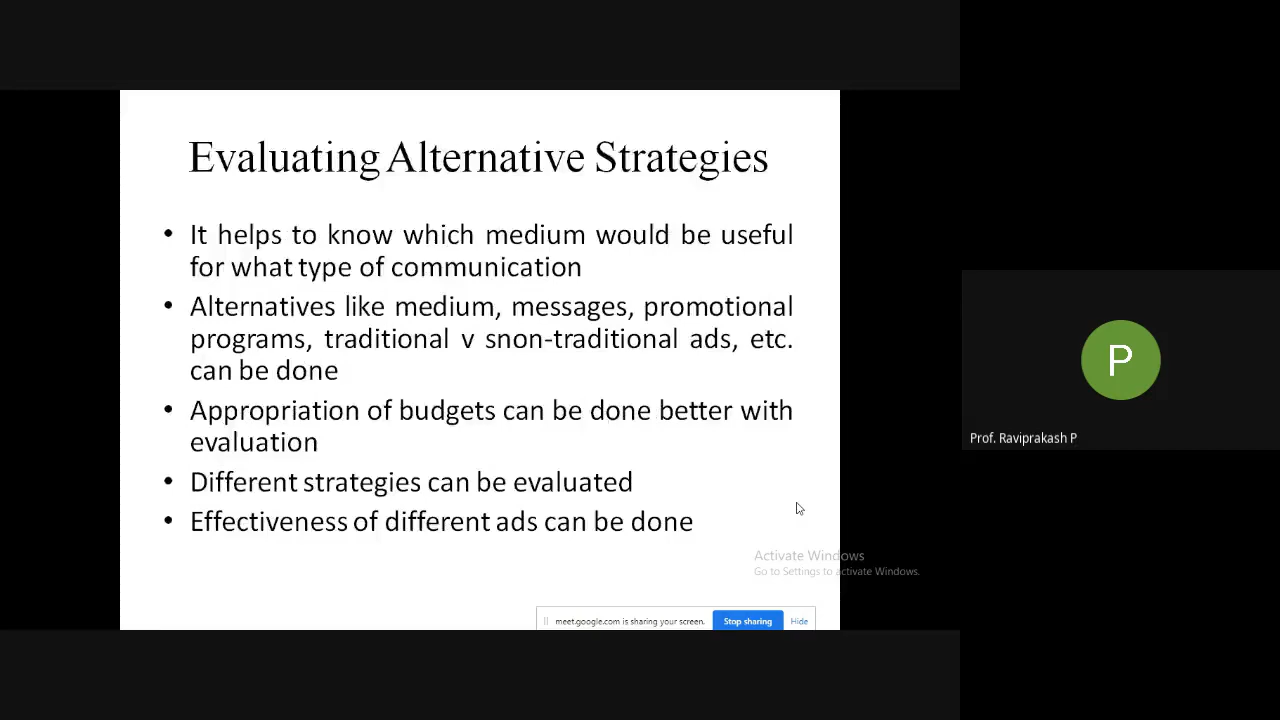 Evaluating Alternative Strategies
• It helps to know which medium would be useful
for what type of communication
• Alternatives like medium, messages, promotional
programs, traditional v snon-traditional ads, etc.
can be done
• Appropriation of budgets can be done better with
evaluation
• Different strategies can be evaluated
• Effectiveness of different ads can be done
Activate Windows
Go to Settings to activate Windows.
meet.google.com is sharing your screen. Stop sharing Hide
P
Prof. Raviprakash P